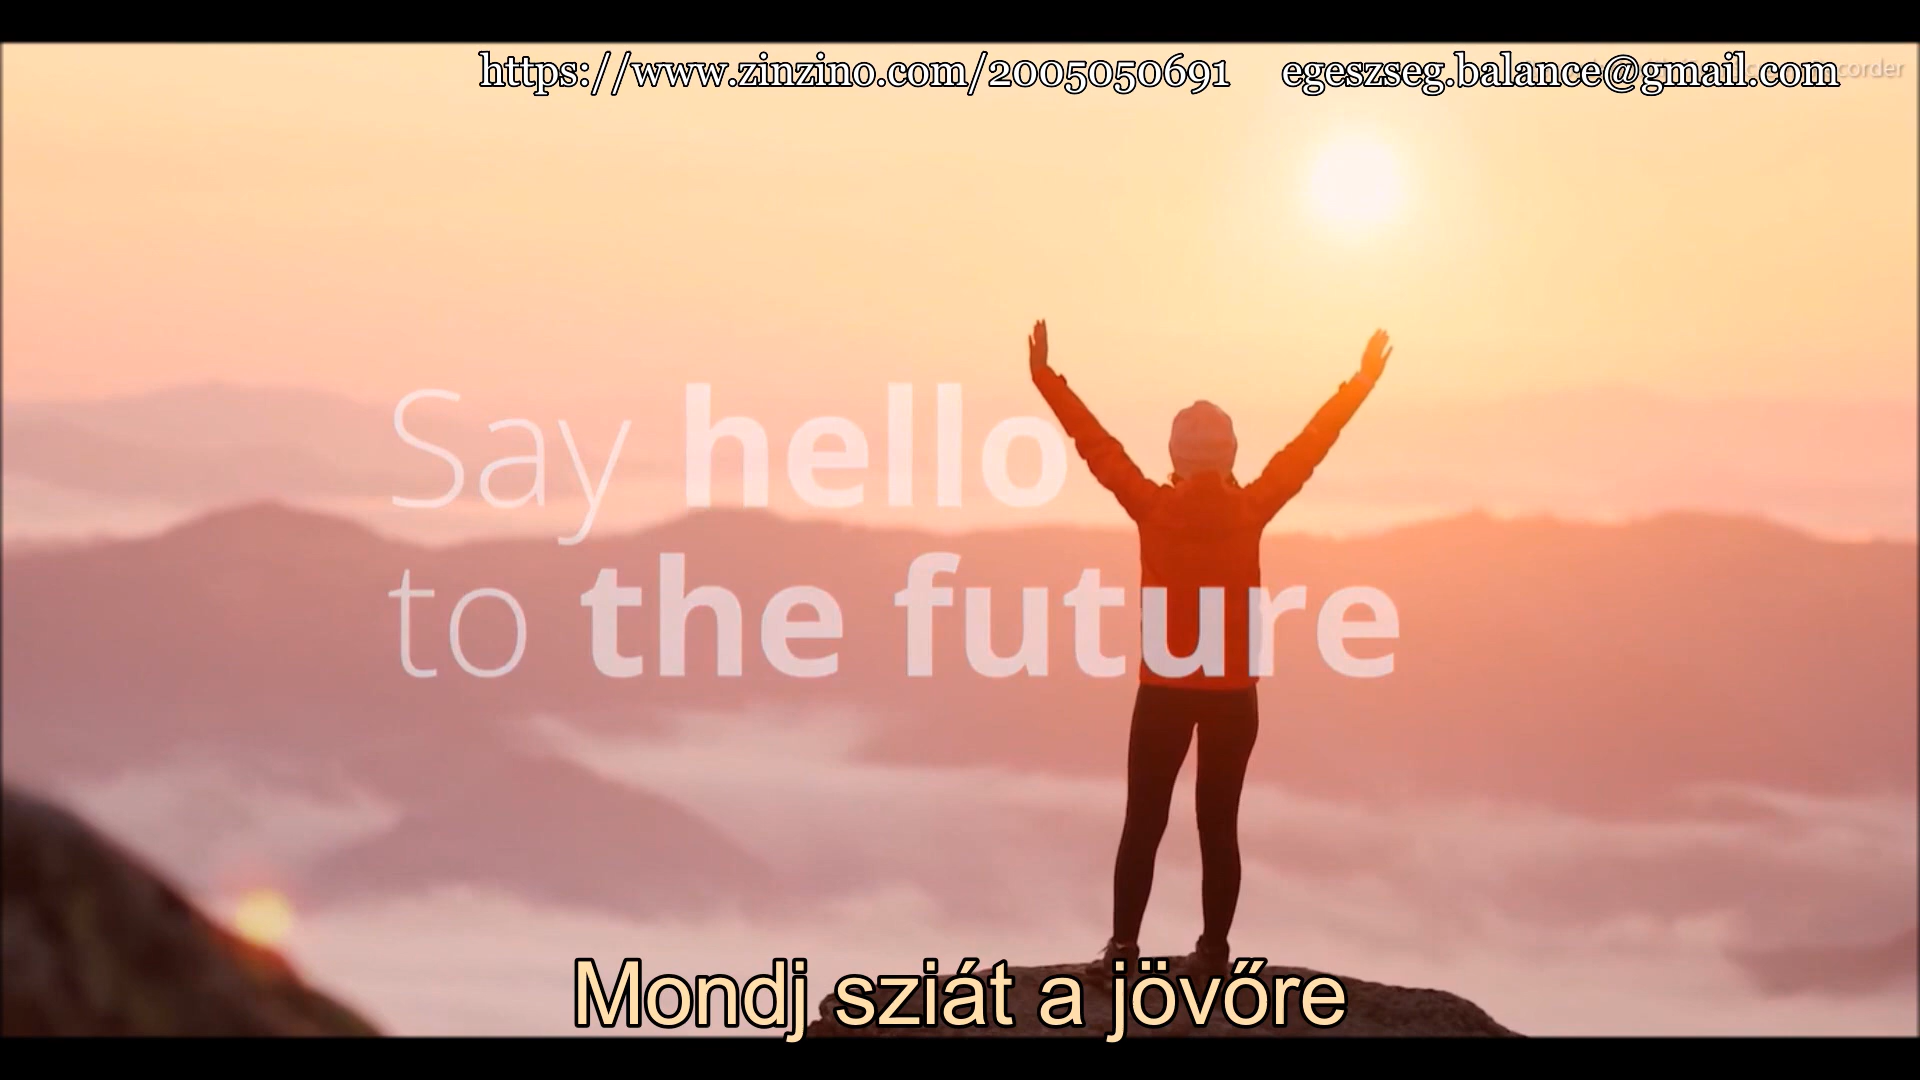 https://www.zinzino.com/2005050691 egeszseg.balance@gmail.com
Say hello
to the future
Mondj sziát a jövőre